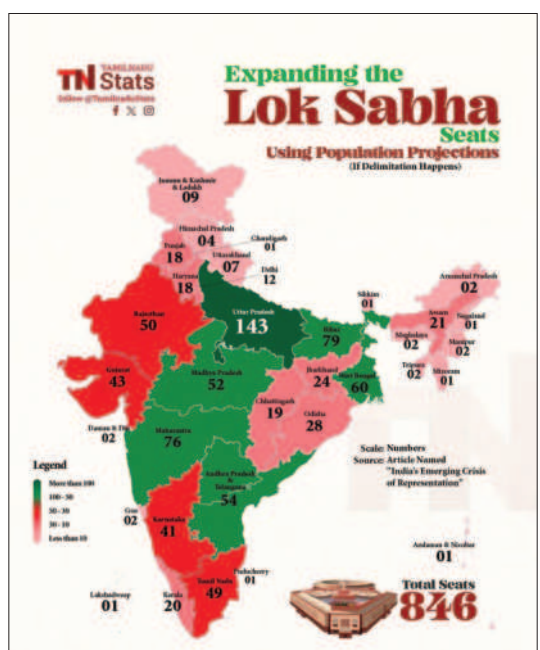 TAMILNADU
TN Stats
f X
Expanding the
Lok Sabha
Seats
Using Population Projections
(If Delimitation Happens)
Jammu & Kashmir
& Ladakh
09
Himachal Pradesh
04
Chandigarh
01
Punjab
18
Uttarakhand
07
Haryana
18
Delhi
12
Arunachal Pradesh
02
Rajasthan
50
Uttar Pradesh
143
Sikkim
01
Bihar
79
Assam
21
Nagaland
01
Meghalaya
02
Manipur
02
Tripura
02
Mizoram
01
Gujarat
43
Madhya Pradesh
52
Jharkhand
24
West Bengal
60
Chhattisgarh
19
Odisha
28
Daman & Diu
02
Maharastra
76
Scale: Numbers
Source: Article Named
"India's Emerging Crisis
of Representation"
Legend
More than 100
100 - 50
50 - 30
30 - 10
Less than 10
Andhra Pradesh
&
Telangana
54
Goa
02
Karnataka
41
Andaman & Nicobar
01
Puducherry
01
Lakshadweep
01
Kerala
20
Tamil Nadu
49
Total Seats
846